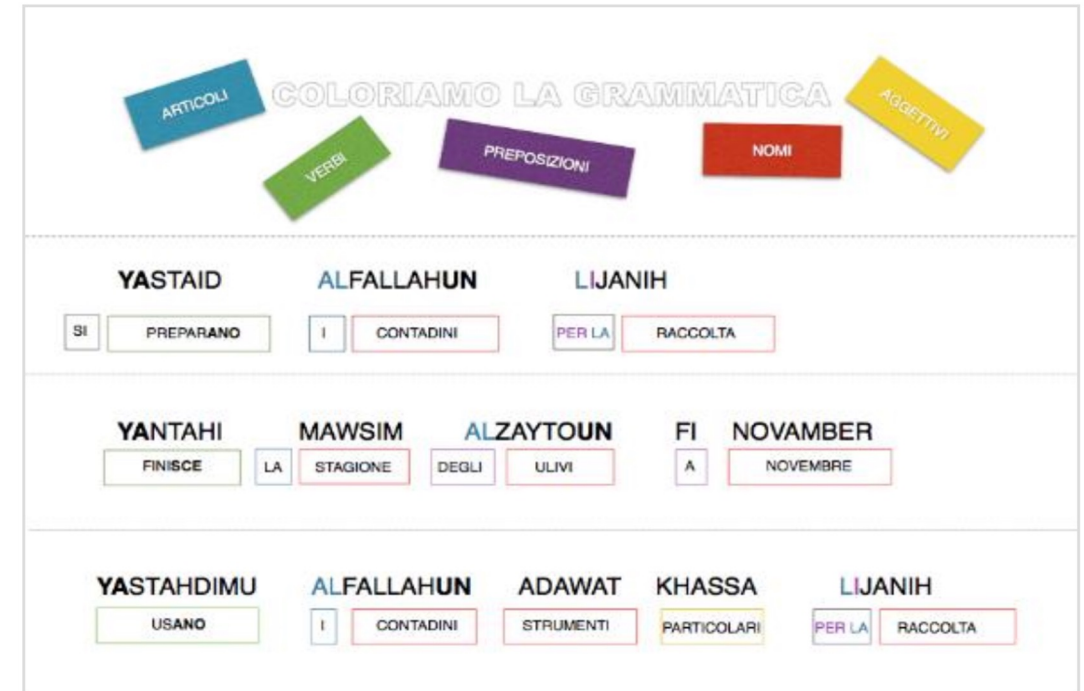 COLORIAMO LA GRAMMATICA
ARTICOLI
VERBI
PREPOSIZIONI
NOMI
AGGETTIVI
YASTAID ALFALLAHUN LIJANIH
SI PREPARANO I CONTADINI PER LA RACCOLTA
YANTAHI MAWSIM ALZAYTOUN FI NOVAMBER
FINISCE LA STAGIONE DEGLI ULIVI A NOVEMBRE
YASTAHDIMU ALFALLAHUN ADAWAT KHASSA LIJANIH
USANO I CONTADINI STRUMENTI PARTICOLARI PER LA RACCOLTA